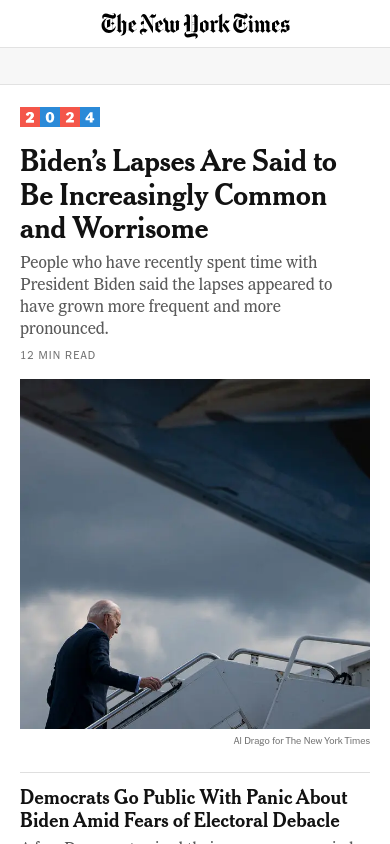 The New York Times
2024
Biden’s Lapses Are Said to
Be Increasingly Common
and Worrisome
People who have recently spent time with
President Biden said the lapses appeared to
have grown more frequent and more
pronounced.
12 MIN READ
Al Drago for The New York Times
Democrats Go Public With Panic About
Biden Amid Fears of Electoral Debacle